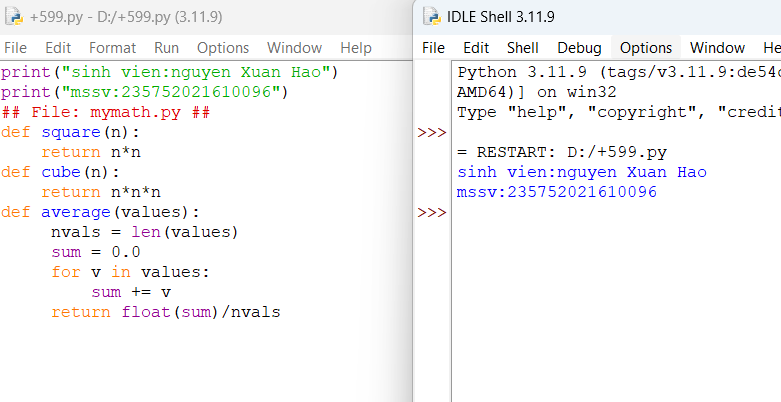 +599.py - D:/+599.py (3.11.9)
File Edit Format Run Options Window Help
print("sinh vien:nguyen Xuan Hao")
print("mssv:235752021610096")
## File: mymath.py ##
def square(n):
    return n*n
def cube(n):
    return n*n*n
def average(values):
     nvals = len(values)
     sum = 0.0
     for v in values:
         sum += v
     return float(sum)/nvals
IDLE Shell 3.11.9
File Edit Shell Debug Options Window He
Python 3.11.9 (tags/v3.11.9:de54c
AMD64)] on win32
Type "help", "copyright", "credit
>>>
= RESTART: D:/+599.py
sinh vien:nguyen Xuan Hao
mssv:235752021610096
>>>